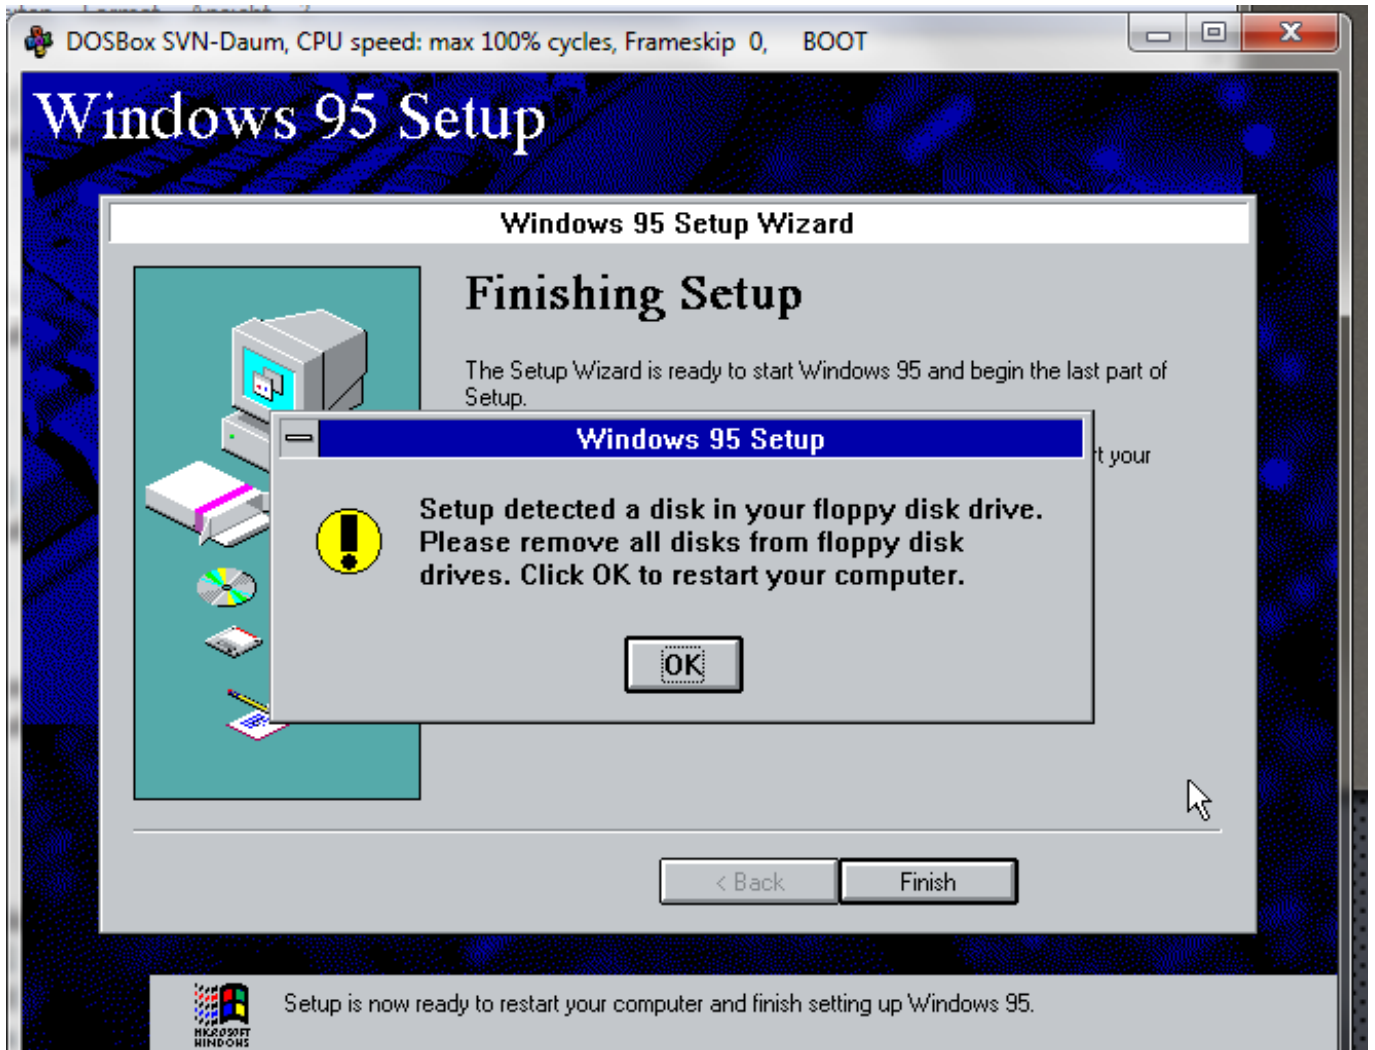 DOSBox SVN-Daum, CPU speed: max 100% cycles, Frameskip 0, BOOT
Windows 95 Setup
Windows 95 Setup Wizard
Finishing Setup
The Setup Wizard is ready to start Windows 95 and begin the last part of
Setup.
your
Windows 95 Setup
Setup detected a disk in your floppy disk drive.
Please remove all disks from floppy disk
drives. Click OK to restart your computer.
OK
< Back
Finish
Setup is now ready to restart your computer and finish setting up Windows 95.
MICROSOFT
WINDOWS